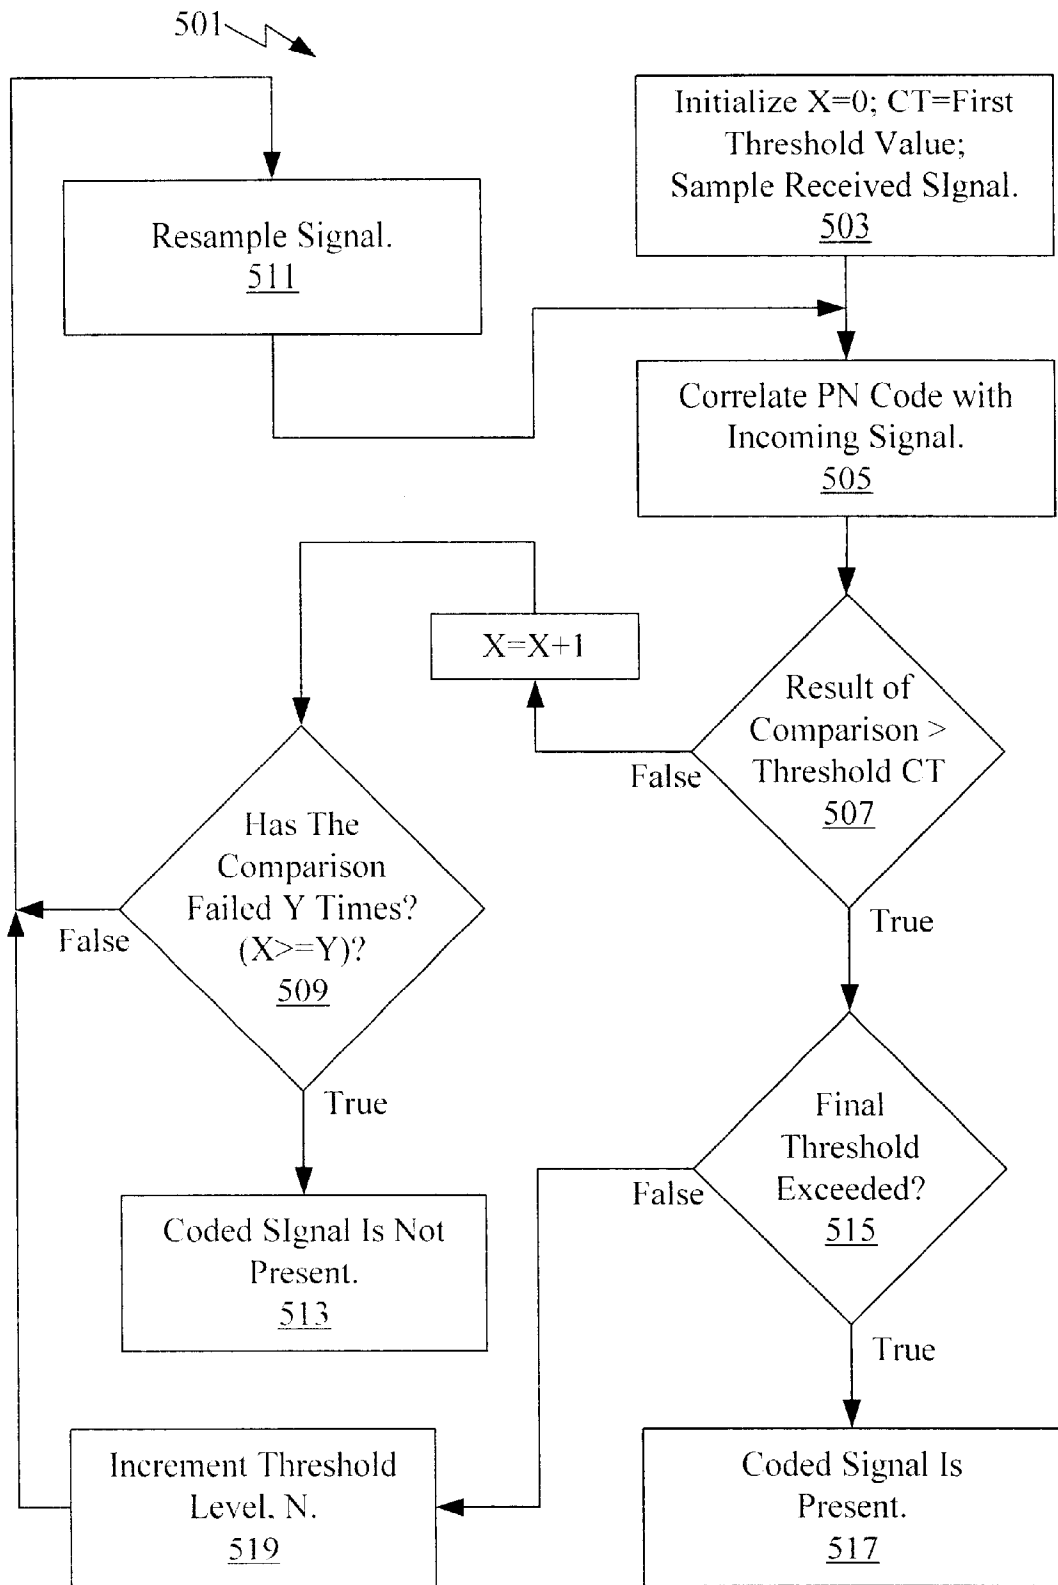 501
Initialize X=0; CT=First
Threshold Value;
Sample Received SIgnal.
503
Resample Signal.
511
Correlate PN Code with
Incoming Signal.
505
X=X+1
Result of
Comparison >
Threshold CT
507
False
True
Has The
Comparison
Failed Y Times?
(X>=Y)?
509
False
True
Coded SIgnal Is Not
Present.
513
Final
Threshold
Exceeded?
515
False
True
Increment Threshold
Level, N.
519
Coded Signal Is
Present.
517